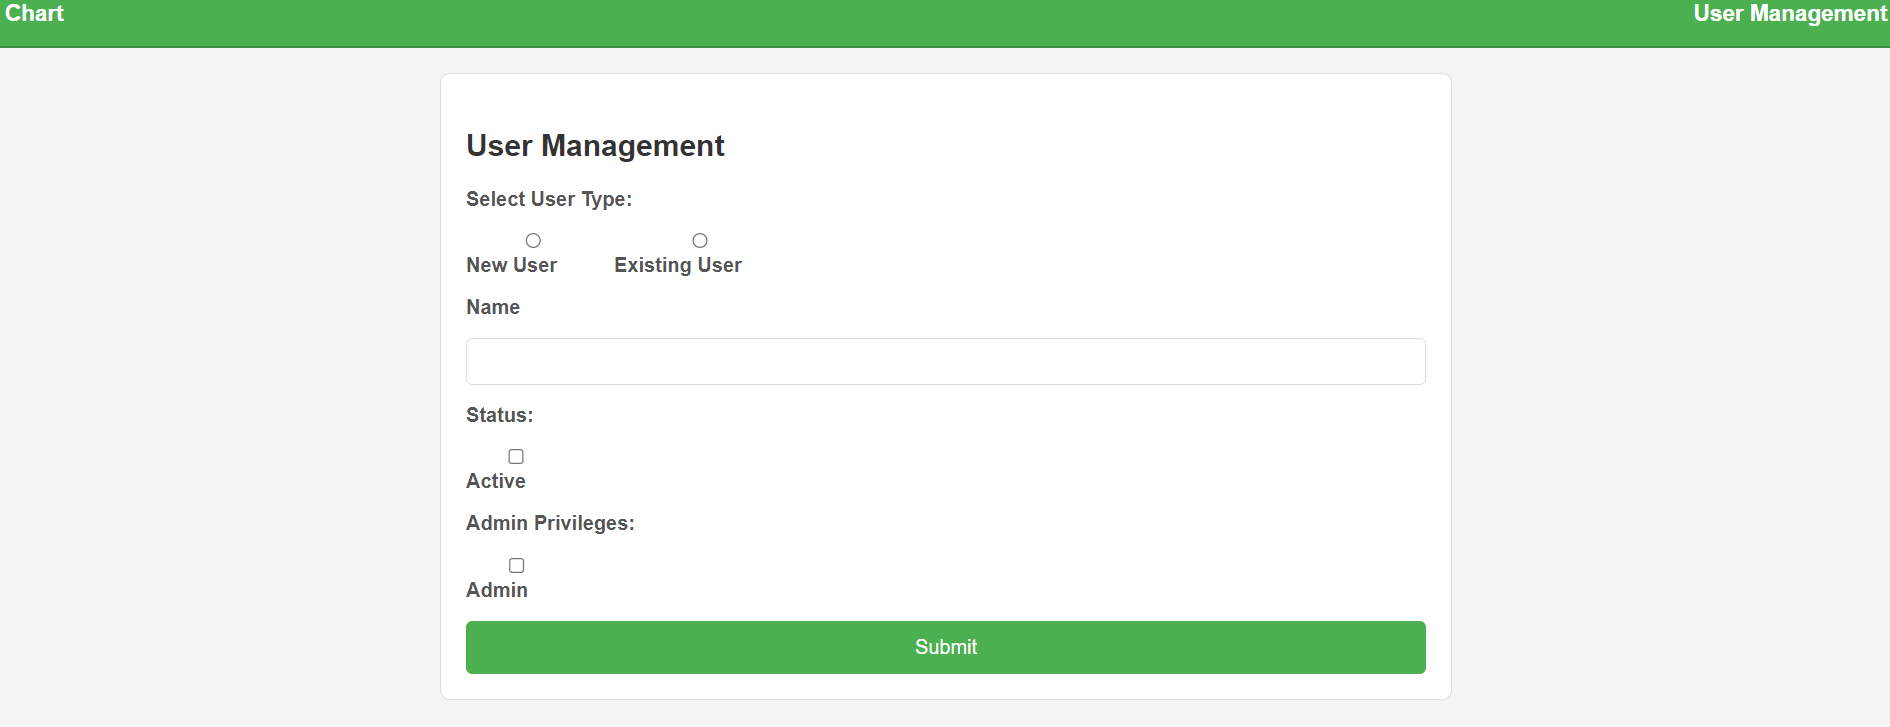 Chart User Management
User Management
Select User Type:
New User Existing User
Name
Status:
Active
Admin Privileges:
Admin
Submit